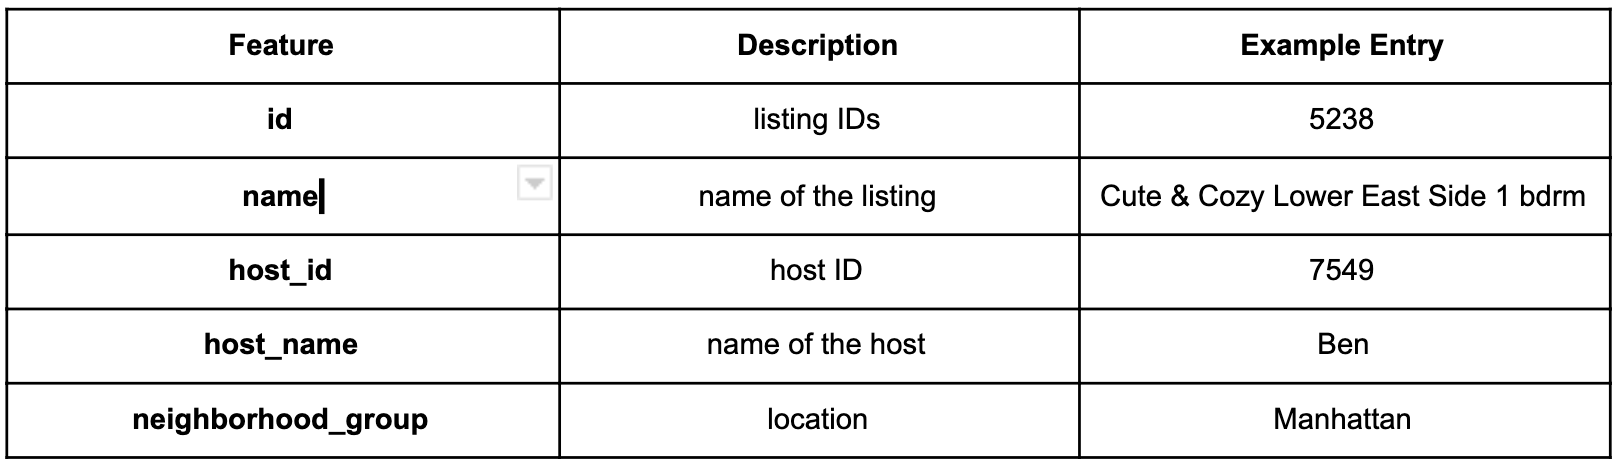 Feature Description Example Entry
id listing IDs 5238
name name of the listing Cute & Cozy Lower East Side 1 bdrm
host_id host ID 7549
host_name name of the host Ben
neighborhood_group location Manhattan